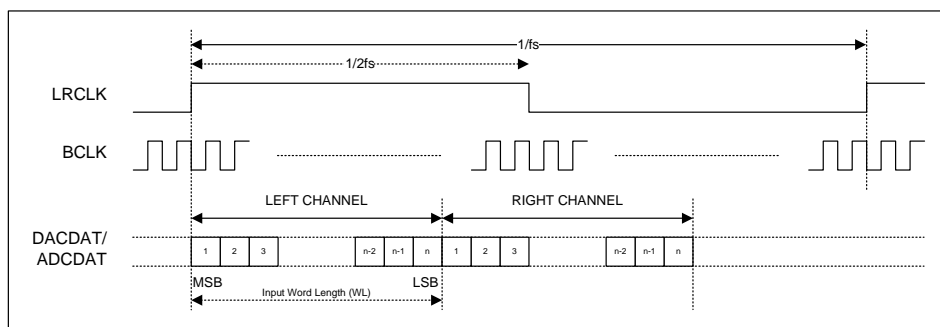 1/fs
1/2fs
LRCLK
BCLK
LEFT CHANNEL RIGHT CHANNEL
DACDAT/
ADCDAT
1 2 3 n-2 n-1 n 1 2 3 n-2 n-1 n
MSB LSB
Input Word Length (WL)